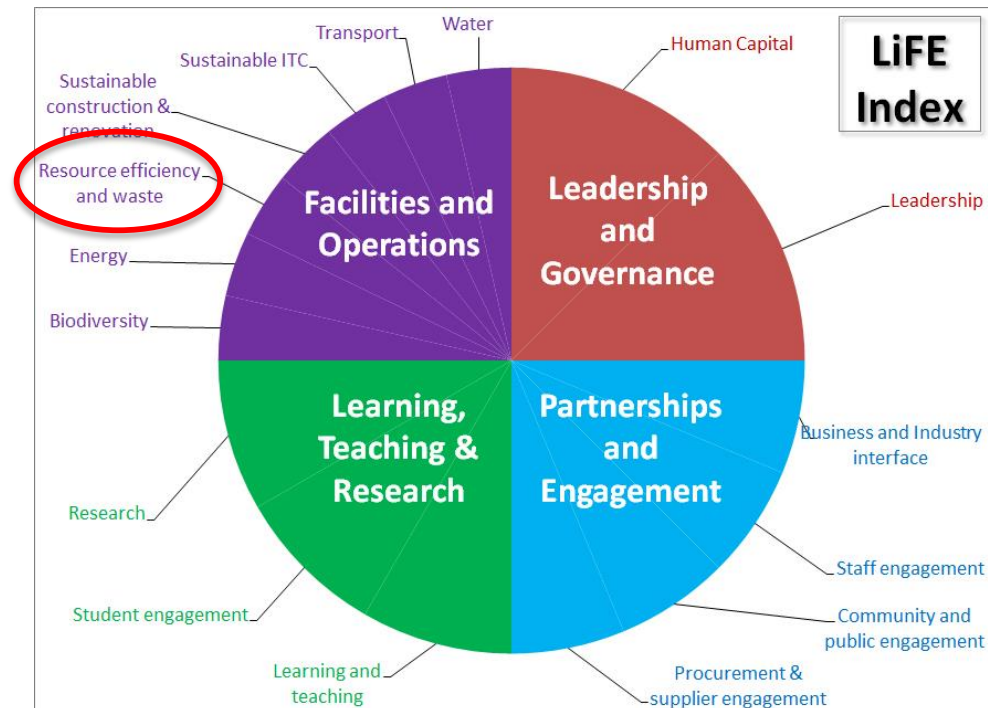 LiFE
Index
Water
Transport
Sustainable ITC
Sustainable
construction &
renovation
Resource efficiency
and waste
Energy
Biodiversity
Human Capital
Leadership
Facilities and
Operations
Leadership
and
Governance
Learning,
Teaching &
Research
Partnerships
and
Engagement
Research
Student engagement
Learning and
teaching
Business and Industry
interface
Staff engagement
Community and
public engagement
Procurement &
supplier engagement